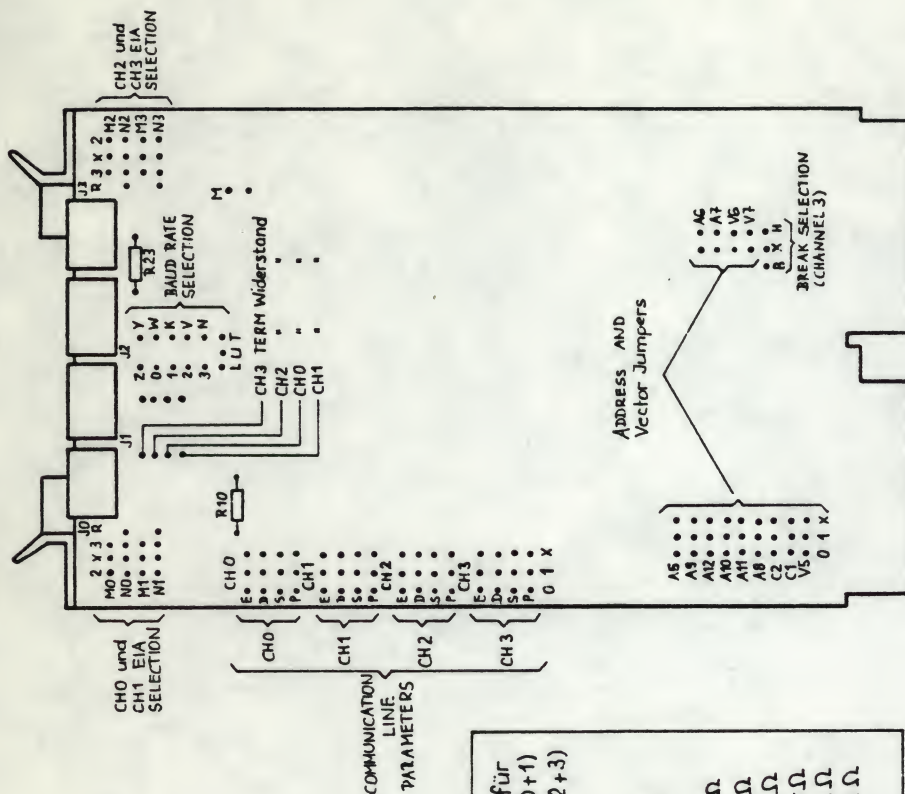 CH0 und
CH1 EIA
SELECTION
2 X 3 R
M0
N0
M1
N1
J0
J1
J2
J3
R 3 X 2
M2
N2
M3
N3
CH2 und
CH3 EIA
SELECTION
R23
M
Z Y
0 W
1 K
2 V
3 N
L U T
BAUD RATE
SELECTION
CH3 TERM Widerstand
CH2 " "
CH0 " "
CH1 " "
R10
COMMUNICATION
LINE
PARAMETERS
CH0
CH0
E
D
S
P
CH1
CH1
E
D
S
P
CH2
CH2
E
D
S
P
CH3
CH3
E
D
S
P
0 1 X
ADDRESS AND
Vector Jumpers
A5
A9
A12
A10
A11
A8
C2
C1
V5
0 1 X
A6
A7
V6
V7
B X H
BREAK SELECTION
(CHANNEL 3)
für
0+1)
2+3)
Ω
Ω
Ω
Ω
Ω
Ω